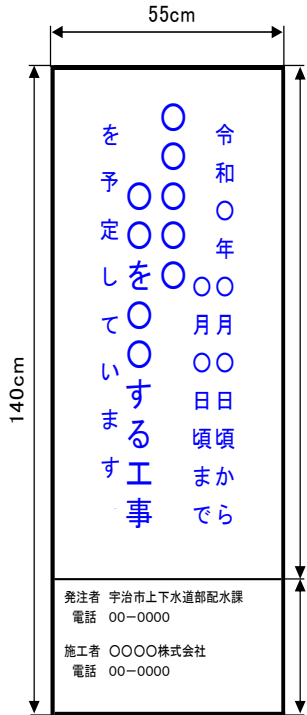 55cm
140cm
令和〇年〇月〇日頃から
〇月〇日頃まで
〇〇〇〇〇
〇〇を〇〇する工事
を予定しています
発注者 宇治市上下水道部配水課
電話 00-0000
施工者 〇〇〇〇株式会社
電話 00-0000